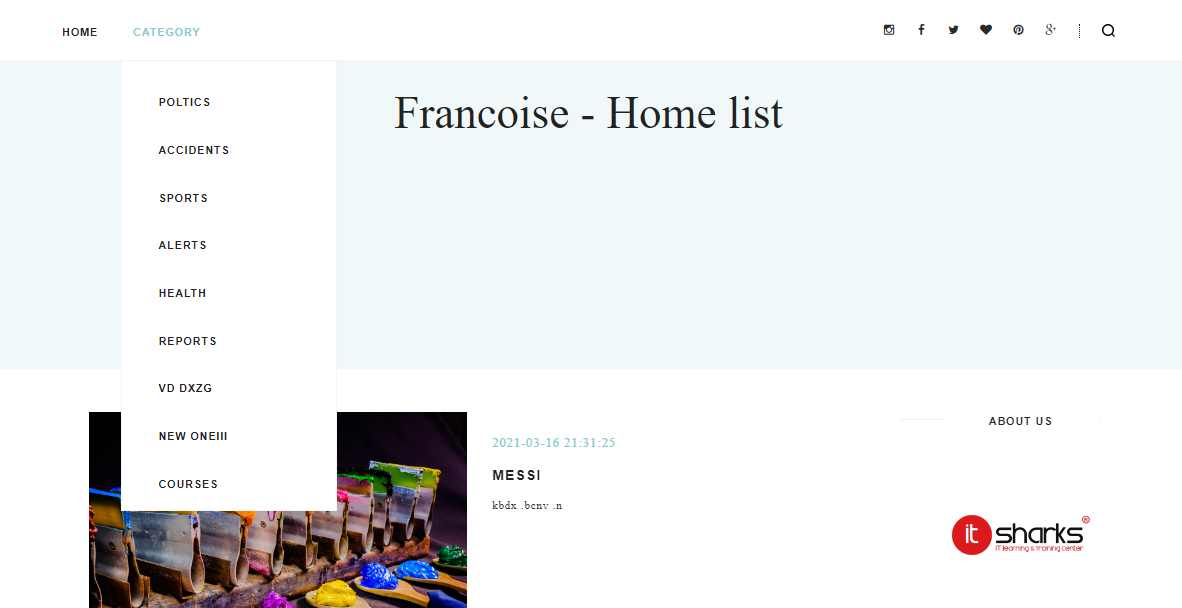 HOME CATEGORY
POLTICS
ACCIDENTS
SPORTS
ALERTS
HEALTH
REPORTS
VD DXZG
NEW ONEIII
COURSES
Francoise - Home list
2021-03-16 21:31:25
MESSI
kbdx .bcnv .n
ABOUT US
it sharks®
IT learning & training center